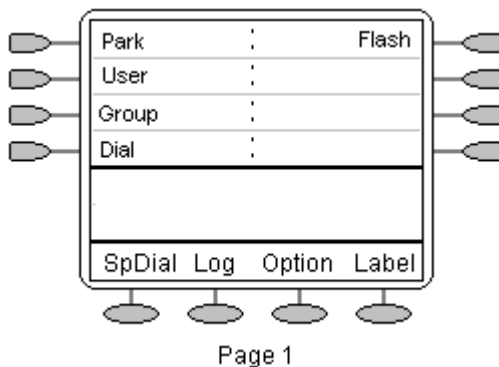 Park Flash
User
Group
Dial
SpDial Log Option Label
Page 1